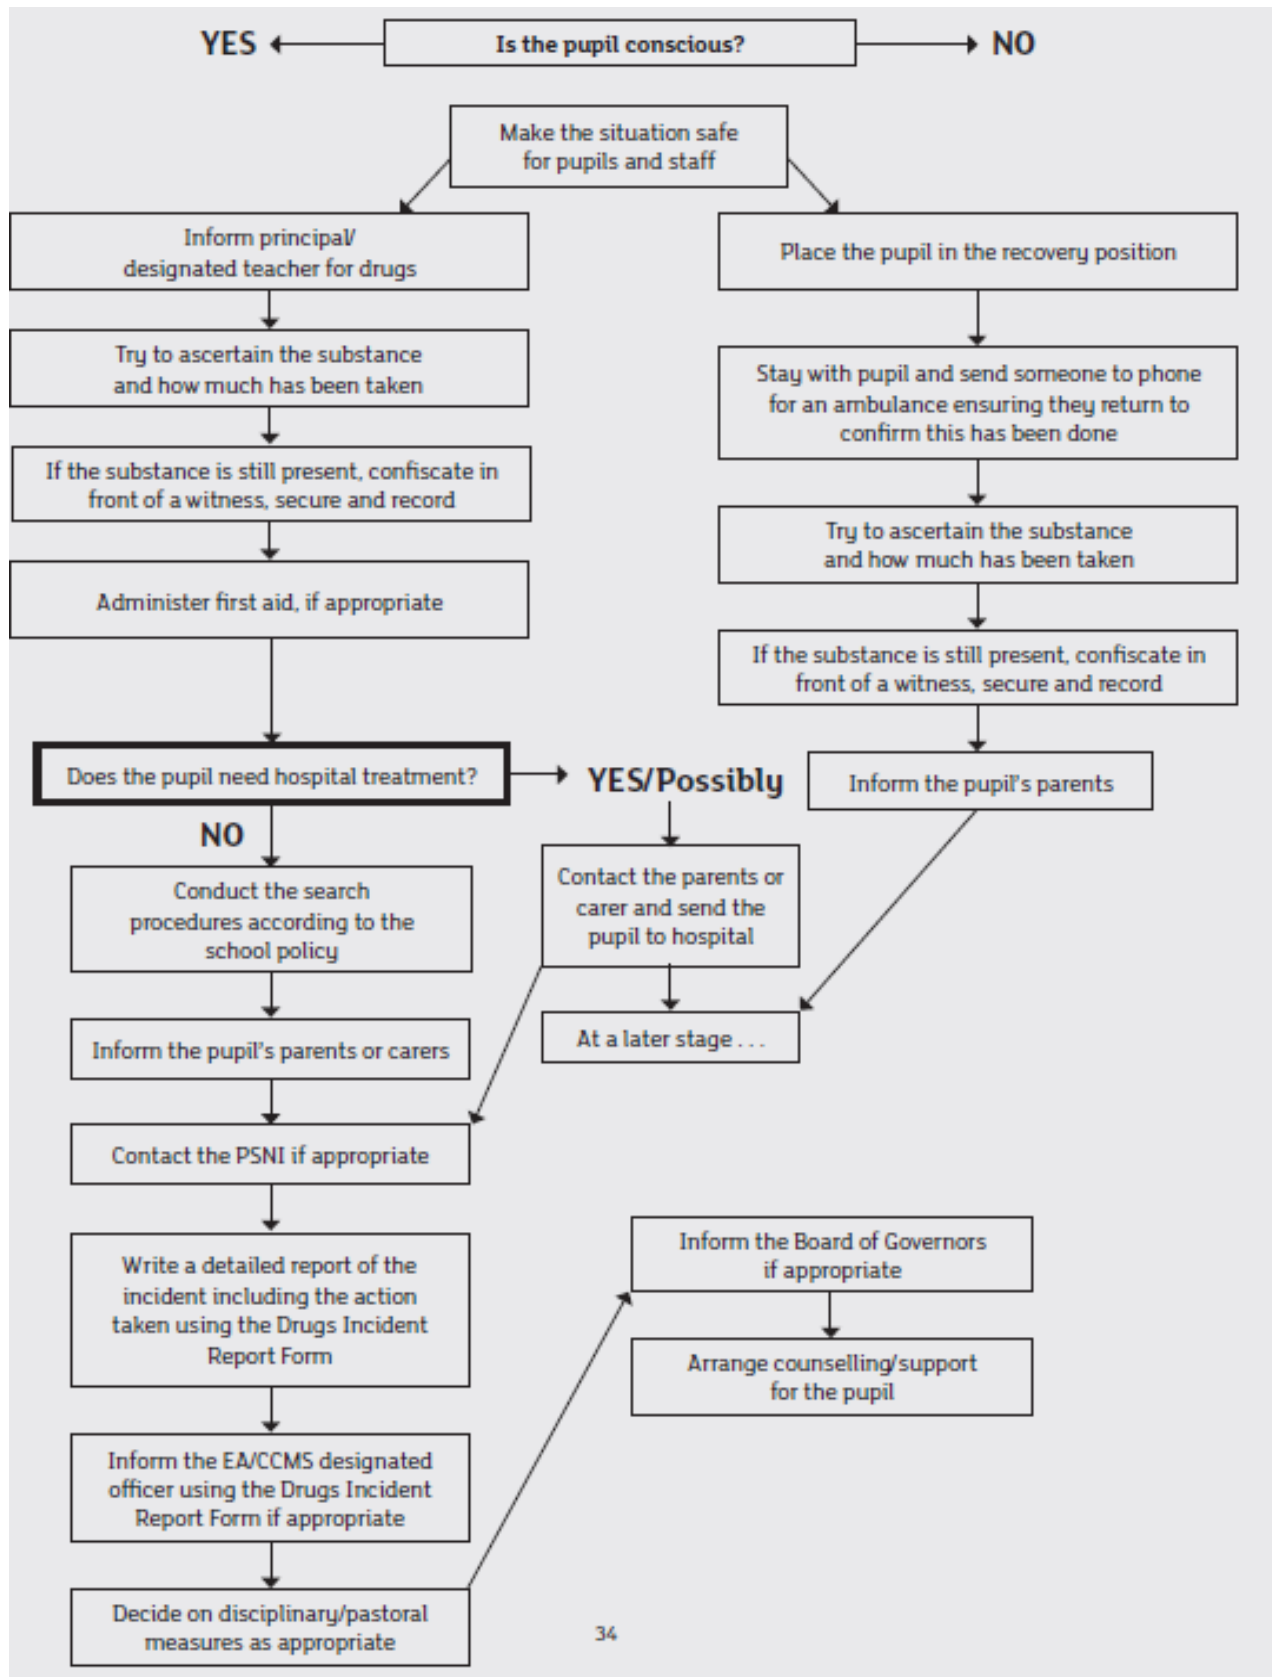 YES
Is the pupil conscious?
NO
Make the situation safe
for pupils and staff
Inform principal/
designated teacher for drugs
Try to ascertain the substance
and how much has been taken
If the substance is still present, confiscate in
front of a witness, secure and record
Administer first aid, if appropriate
Place the pupil in the recovery position
Stay with pupil and send someone to phone
for an ambulance ensuring they return to
confirm this has been done
Try to ascertain the substance
and how much has been taken
If the substance is still present, confiscate in
front of a witness, secure and record
Inform the pupil's parents
Does the pupil need hospital treatment?
YES/Possibly
NO
Contact the parents or
carer and send the
pupil to hospital
At a later stage . . .
Conduct the search
procedures according to the
school policy
Inform the pupil's parents or carers
Contact the PSNI if appropriate
Write a detailed report of the
incident including the action
taken using the Drugs Incident
Report Form
Inform the EA/CCMS designated
officer using the Drugs Incident
Report Form if appropriate
Decide on disciplinary/pastoral
measures as appropriate
Inform the Board of Governors
if appropriate
Arrange counselling/support
for the pupil
34